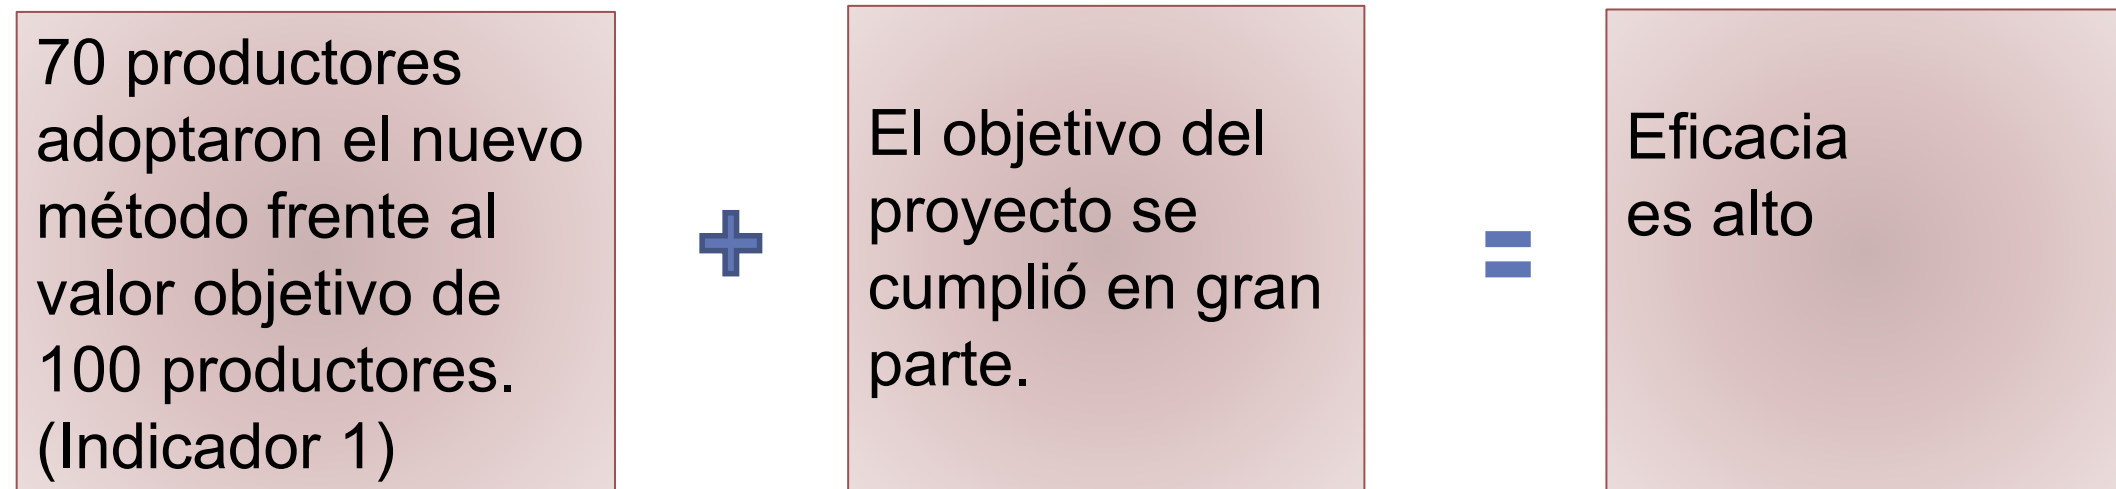 70 productores
adoptaron el nuevo
método frente al
valor objetivo de
100 productores.
(Indicador 1)
El objetivo del
proyecto se
cumplió en gran
parte.
Eficacia
es alto